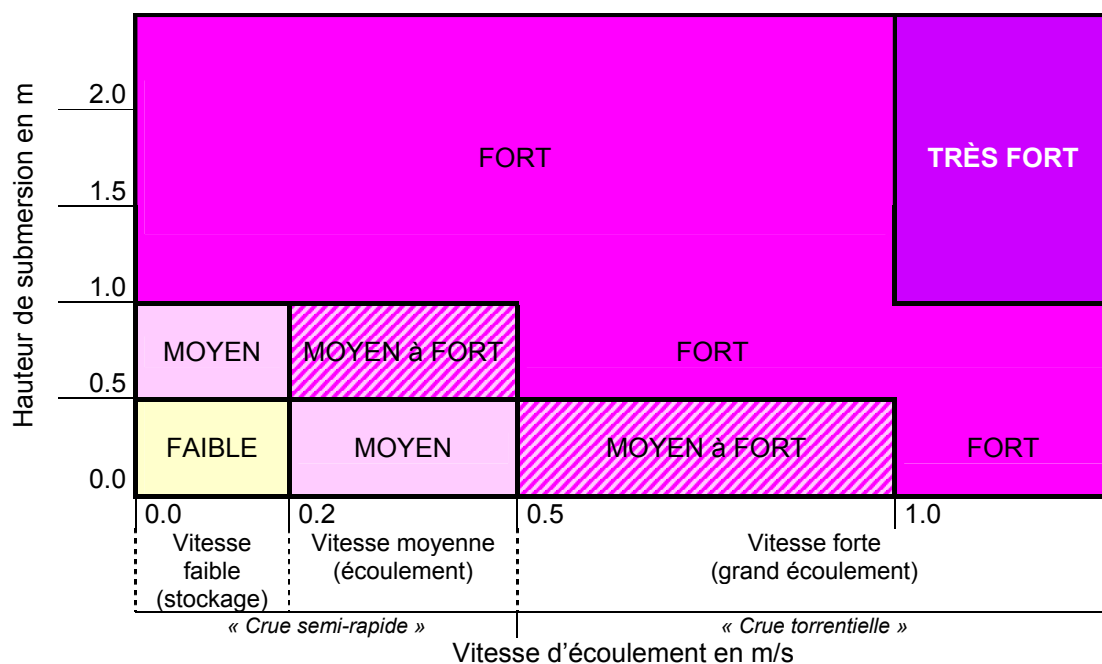 Hauteur de submersion en m
2.0
FORT
TRÈS FORT
1.5
1.0
MOYEN
MOYEN à FORT
FORT
0.5
FAIBLE
MOYEN
MOYEN à FORT
FORT
0.0
0.0
0.2
0.5
1.0
Vitesse
faible
(stockage)
Vitesse moyenne
(écoulement)
Vitesse forte
(grand écoulement)
« Crue semi-rapide »
« Crue torrentielle »
Vitesse d’écoulement en m/s